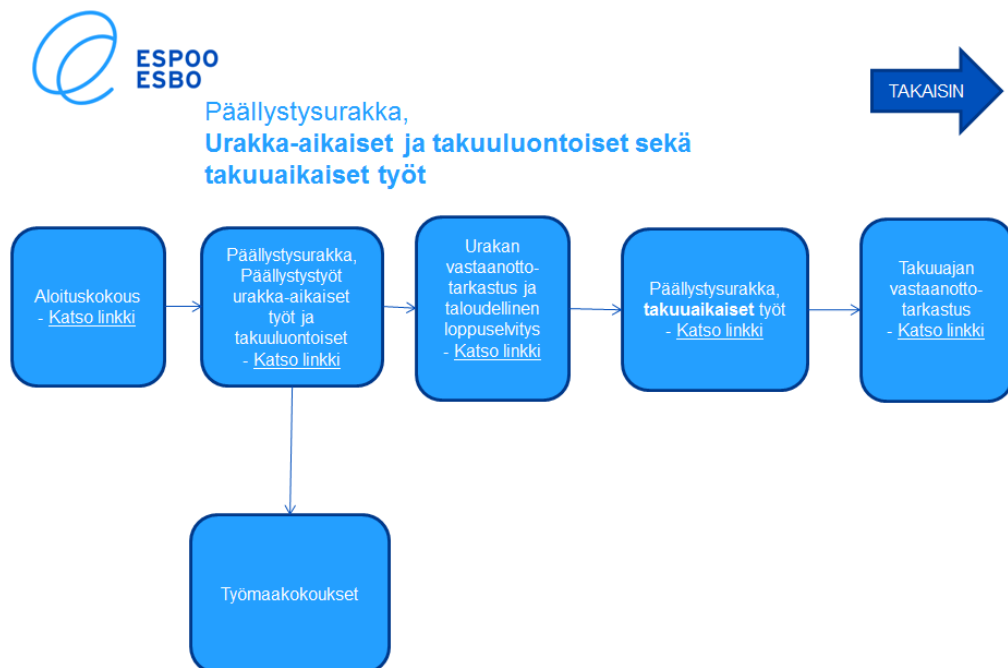 ESPOO
ESBO
TAKAISIN
Päällystysurakka,
Urakka-aikaiset ja takuuluontoiset sekä
takuuaikaiset työt
Aloituskokous
- Katso linkki
Päällystysurakka,
Päällystystyöt
urakka-aikaiset
työt ja
takuuluontoiset
- Katso linkki
Urakan
vastaanotto-
tarkastus ja
taloudellinen
loppuselvitys
- Katso linkki
Päällystysurakka,
takuuaikaiset työt
- Katso linkki
Takuuajan
vastaanotto-
tarkastus
- Katso linkki
Työmaakokoukset